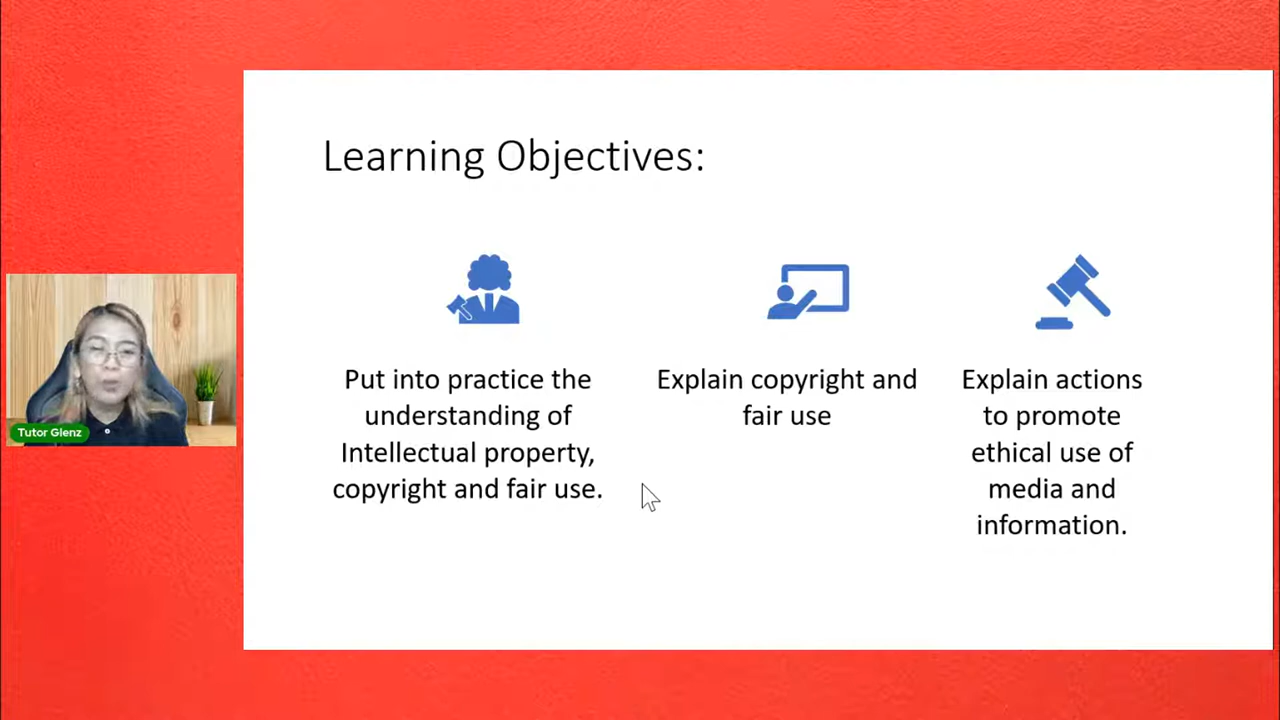 Learning Objectives:
Put into practice the
understanding of
Intellectual property,
copyright and fair use.
Explain copyright and
fair use
Explain actions
to promote
ethical use of
media and
information.
Tutor Glenz